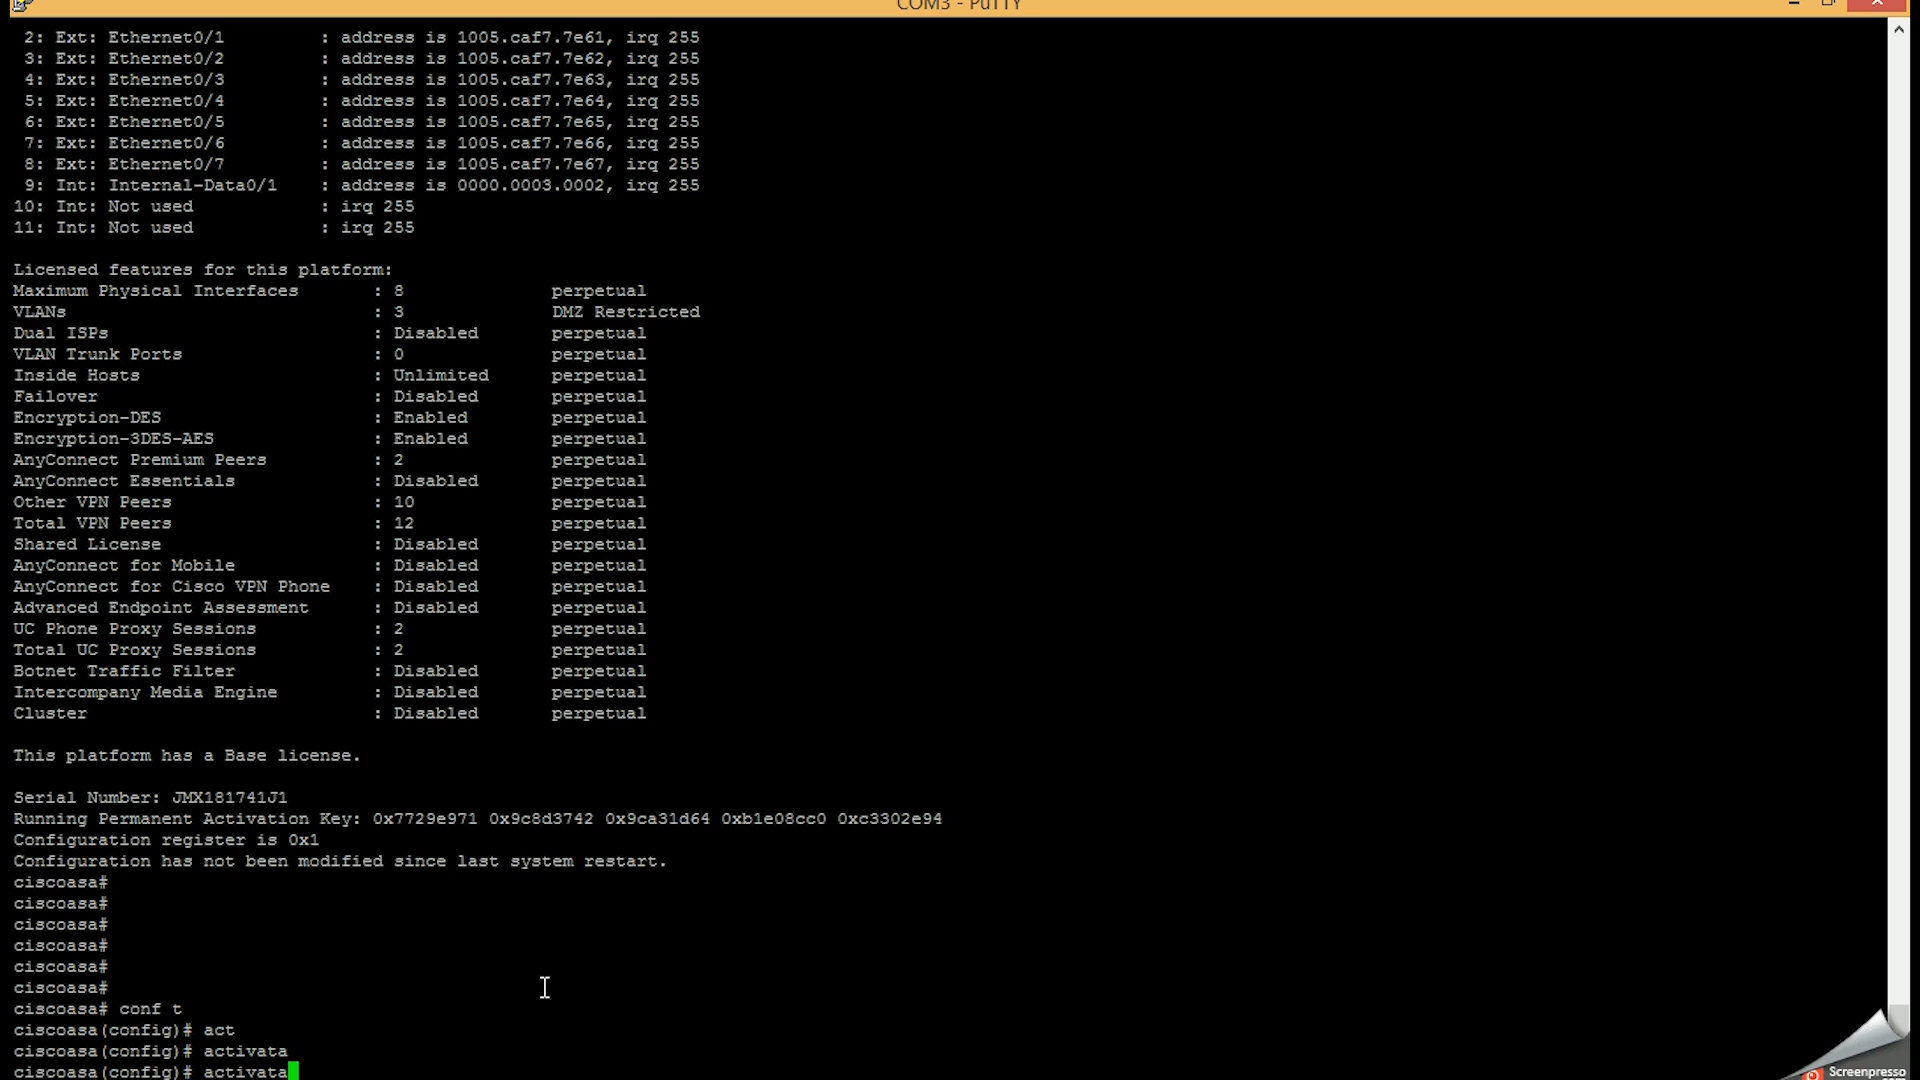 COM3 - PuTTY
2: Ext: Ethernet0/1 : address is 1005.caf7.7e61, irq 255
3: Ext: Ethernet0/2 : address is 1005.caf7.7e62, irq 255
4: Ext: Ethernet0/3 : address is 1005.caf7.7e63, irq 255
5: Ext: Ethernet0/4 : address is 1005.caf7.7e64, irq 255
6: Ext: Ethernet0/5 : address is 1005.caf7.7e65, irq 255
7: Ext: Ethernet0/6 : address is 1005.caf7.7e66, irq 255
8: Ext: Ethernet0/7 : address is 1005.caf7.7e67, irq 255
9: Int: Internal-Data0/1 : address is 0000.0003.0002, irq 255
10: Int: Not used : irq 255
11: Int: Not used : irq 255
Licensed features for this platform:
Maximum Physical Interfaces : 8 perpetual
VLANs : 3 DMZ Restricted
Dual ISPs : Disabled perpetual
VLAN Trunk Ports : 0 perpetual
Inside Hosts : Unlimited perpetual
Failover : Disabled perpetual
Encryption-DES : Enabled perpetual
Encryption-3DES-AES : Enabled perpetual
AnyConnect Premium Peers : 2 perpetual
AnyConnect Essentials : Disabled perpetual
Other VPN Peers : 10 perpetual
Total VPN Peers : 12 perpetual
Shared License : Disabled perpetual
AnyConnect for Mobile : Disabled perpetual
AnyConnect for Cisco VPN Phone : Disabled perpetual
Advanced Endpoint Assessment : Disabled perpetual
UC Phone Proxy Sessions : 2 perpetual
Total UC Proxy Sessions : 2 perpetual
Botnet Traffic Filter : Disabled perpetual
Intercompany Media Engine : Disabled perpetual
Cluster : Disabled perpetual
This platform has a Base license.
Serial Number: JMX181741J1
Running Permanent Activation Key: 0x7729e971 0x9c8d3742 0x9ca31d64 0xb1e08cc0 0xc3302e94
Configuration register is 0x1
Configuration has not been modified since last system restart.
ciscoasa#
ciscoasa#
ciscoasa#
ciscoasa#
ciscoasa#
ciscoasa#
ciscoasa# conf t
ciscoasa(config)# act
ciscoasa(config)# activata
ciscoasa(config)# activata
Screenpresso